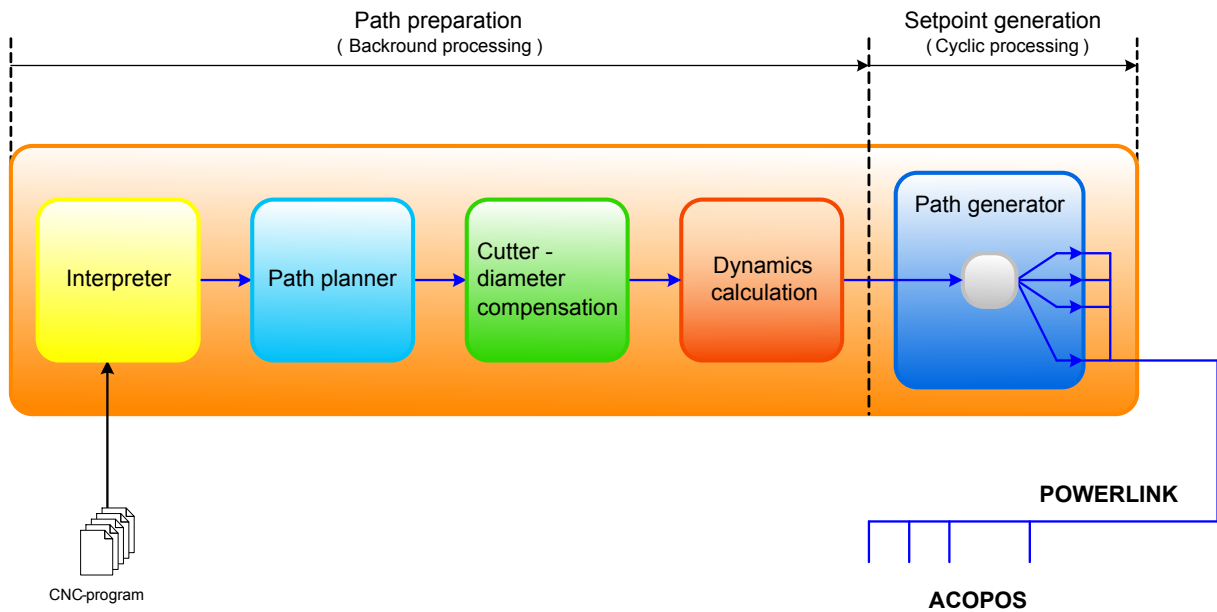 Path preparation
( Backround processing )
Setpoint generation
( Cyclic processing )
Interpreter
Path planner
Cutter -
diameter
compensation
Dynamics
calculation
Path generator
CNC-program
POWERLINK
ACOPOS